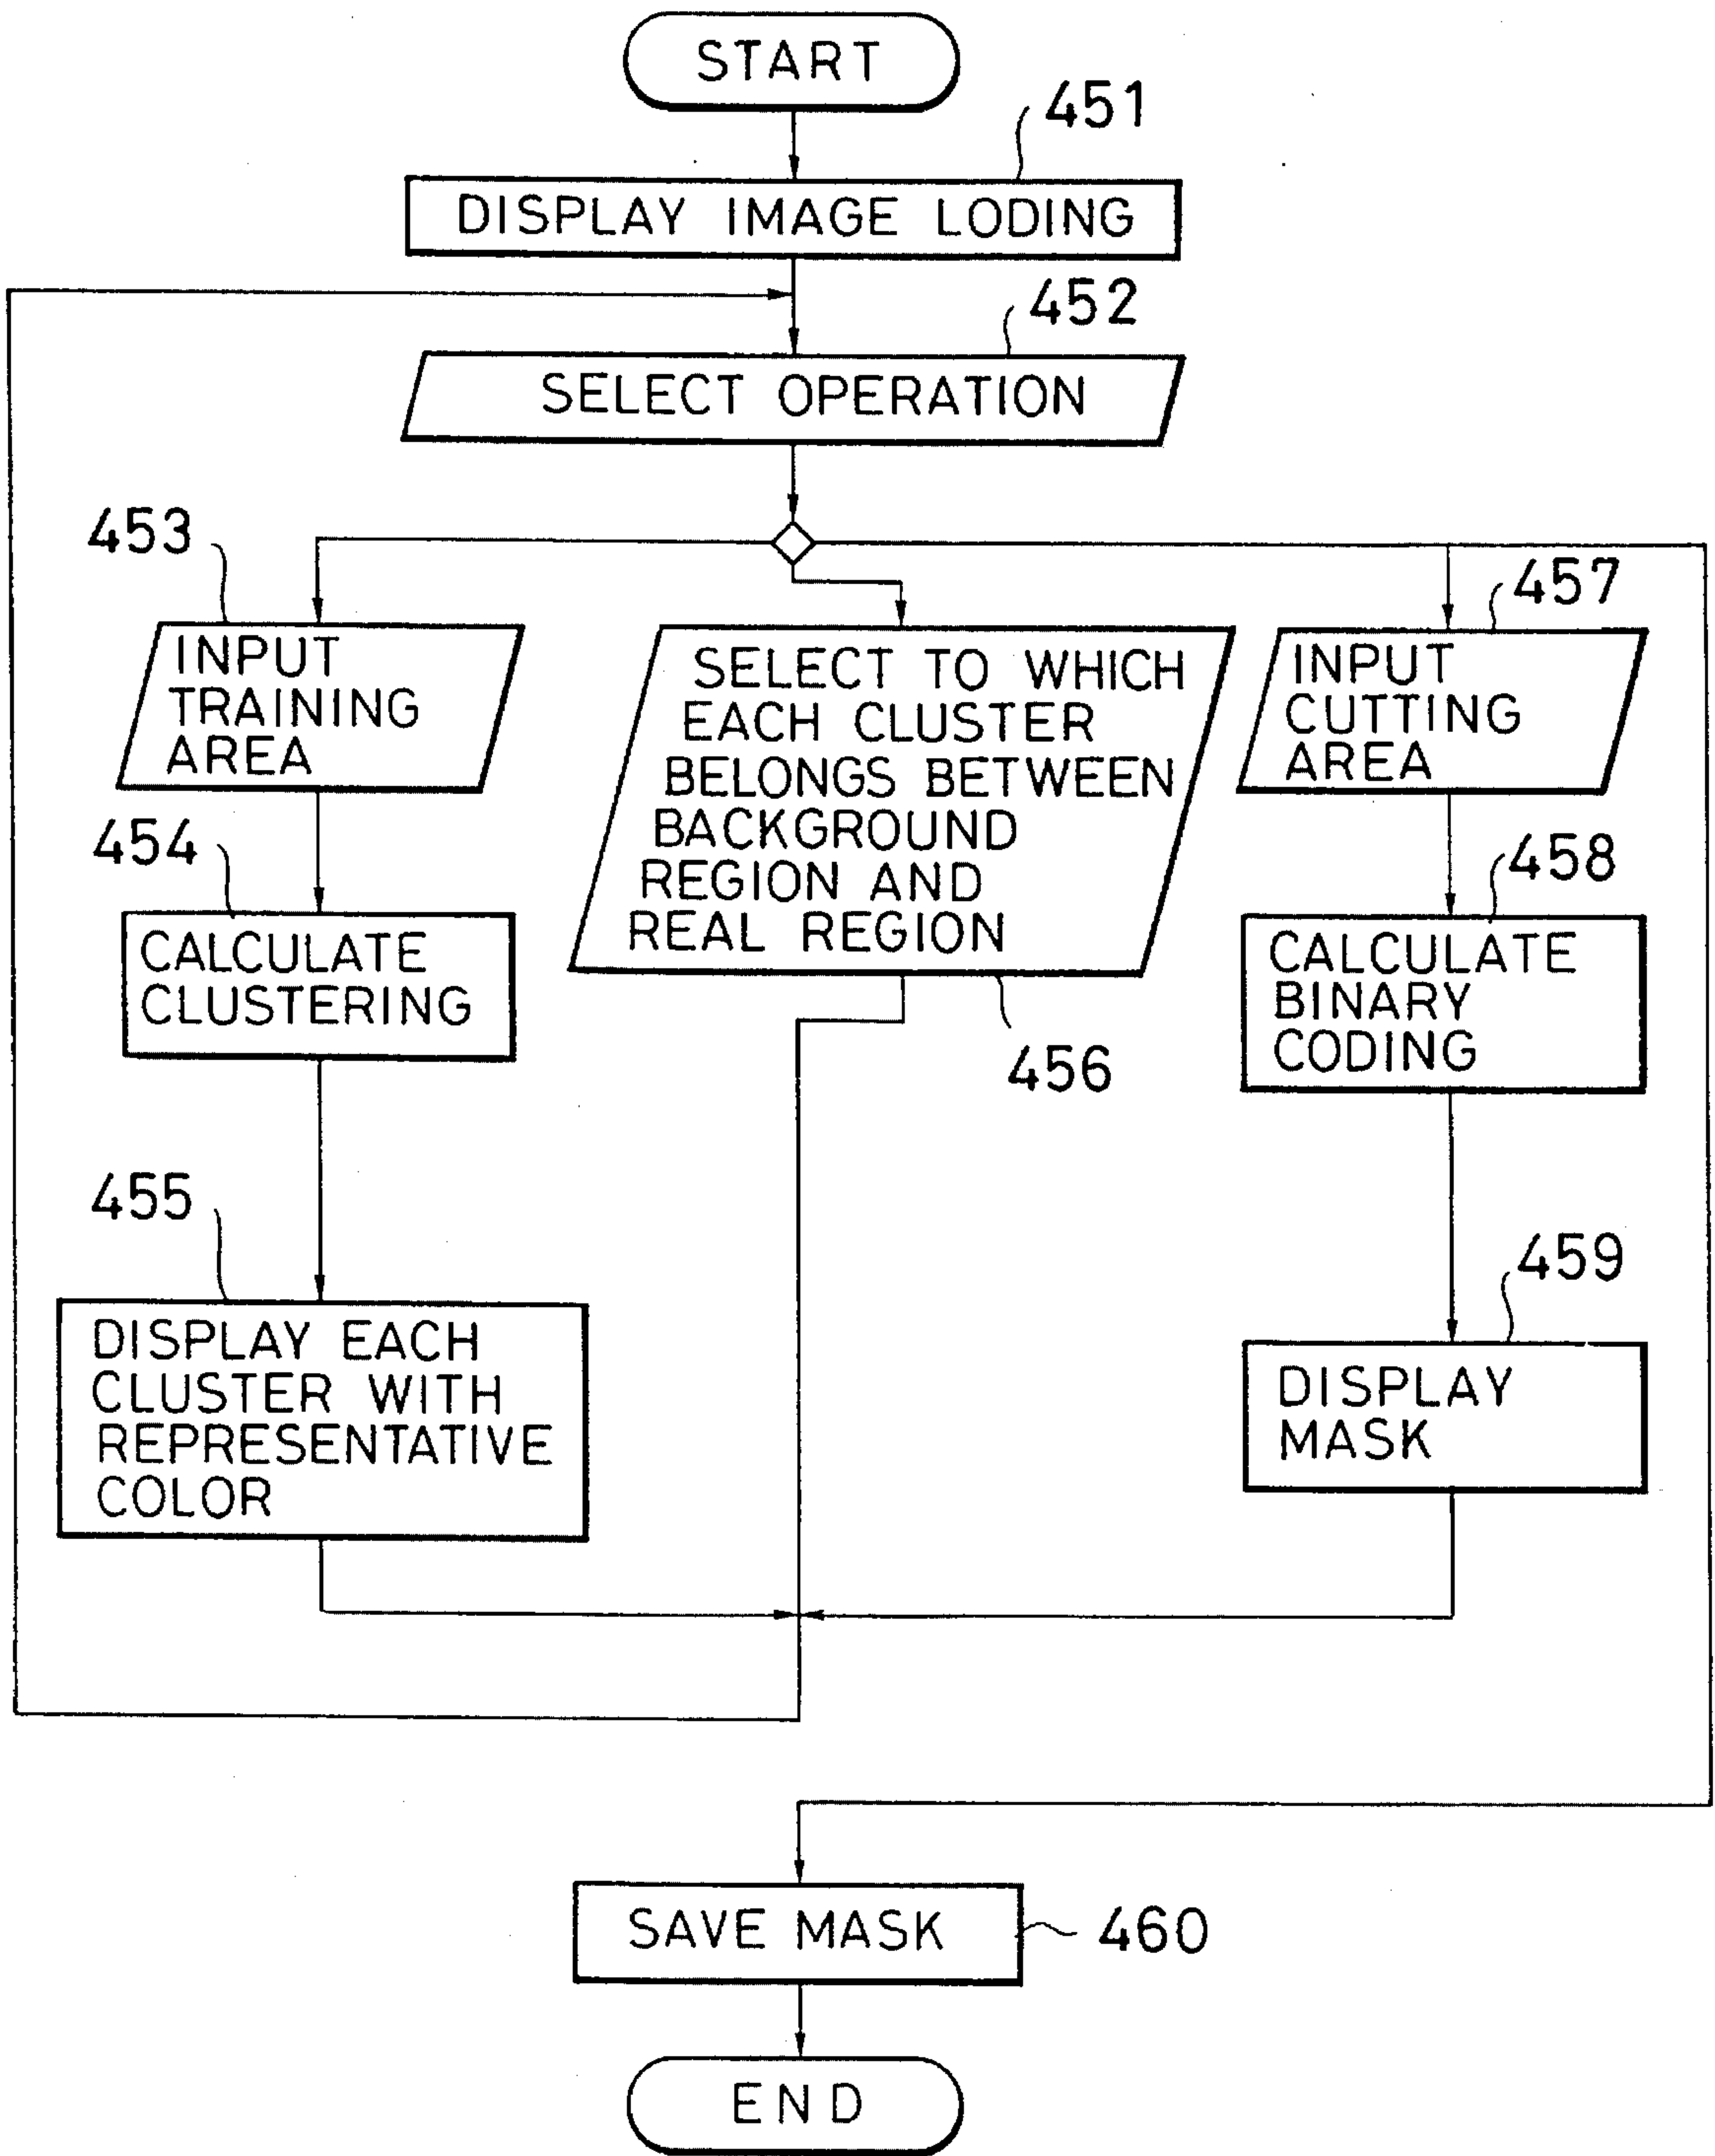 START
451
DISPLAY IMAGE LODING
452
SELECT OPERATION
453
INPUT
TRAINING
AREA
454
CALCULATE
CLUSTERING
455
DISPLAY EACH
CLUSTER WITH
REPRESENTATIVE
COLOR
SELECT TO WHICH
EACH CLUSTER
BELONGS BETWEEN
BACKGROUND
REGION AND
REAL REGION
456
457
INPUT
CUTTING
AREA
458
CALCULATE
BINARY
CODING
459
DISPLAY
MASK
SAVE MASK
460
END